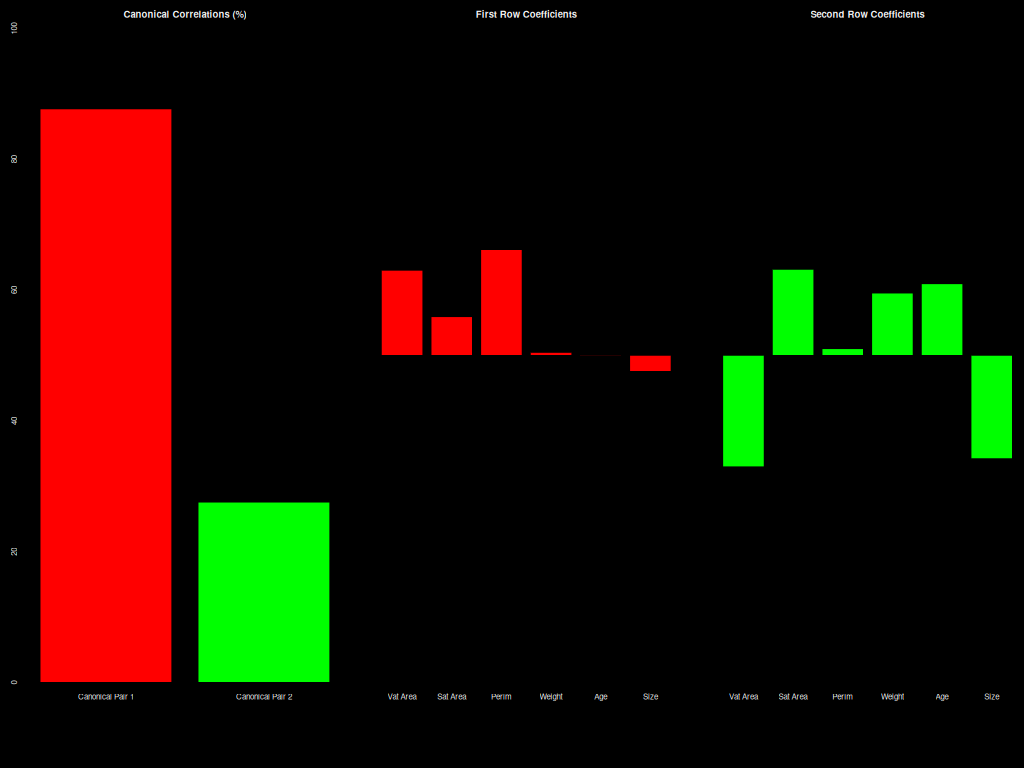 Canonical Correlations (%)
First Row Coefficients
Second Row Coefficients
100
80
60
40
20
0
Canonical Pair 1
Canonical Pair 2
Vat Area
Sat Area
Perim
Weight
Age
Size
Vat Area
Sat Area
Perim
Weight
Age
Size